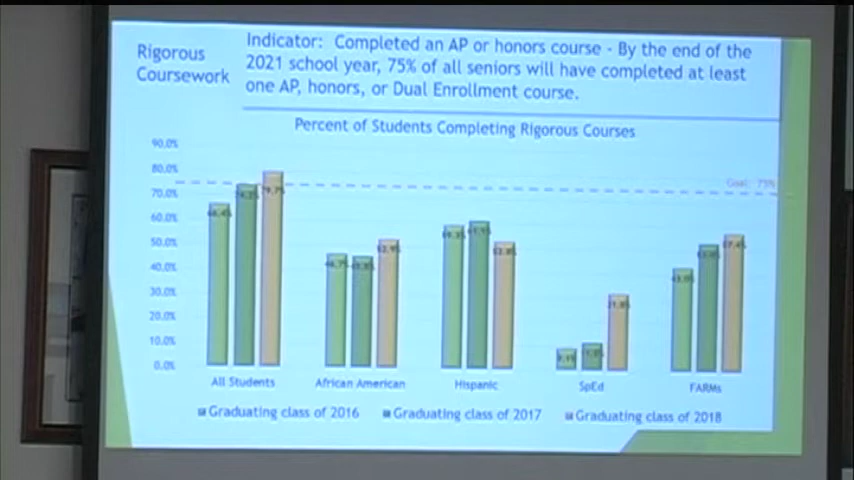 Rigorous
Coursework
Indicator: Completed an AP or honors course - By the end of the
2021 school year, 75% of all seniors will have completed at least
one AP, honors, or Dual Enrollment course.
Percent of Students Completing Rigorous Courses
90.0%
80.0%
70.0%
60.0%
50.0%
40.0%
30.0%
20.0%
10.0%
0.0%
Goal: 75%
All Students
African American
Hispanic
SpEd
FARMs
Graduating class of 2016
Graduating class of 2017
Graduating class of 2018